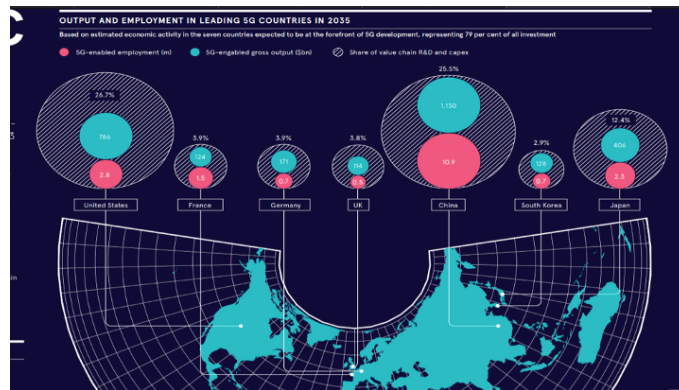 C
OUTPUT AND EMPLOYMENT IN LEADING 5G COUNTRIES IN 2035
Based on estimated economic activity in the seven countries expected to be at the forefront of 5G development, representing 79 per cent of all investment
5G-enabled employment (m)
5G-engabled gross output ($bn)
Share of value chain R&D and capex
26.7%
786
2.8
United States
3.9%
124
1.5
France
3.9%
171
0.7
Germany
3.8%
114
0.5
UK
25.5%
1,130
10.9
China
2.9%
128
0.7
South Korea
12.4%
406
2.3
Japan
3
in